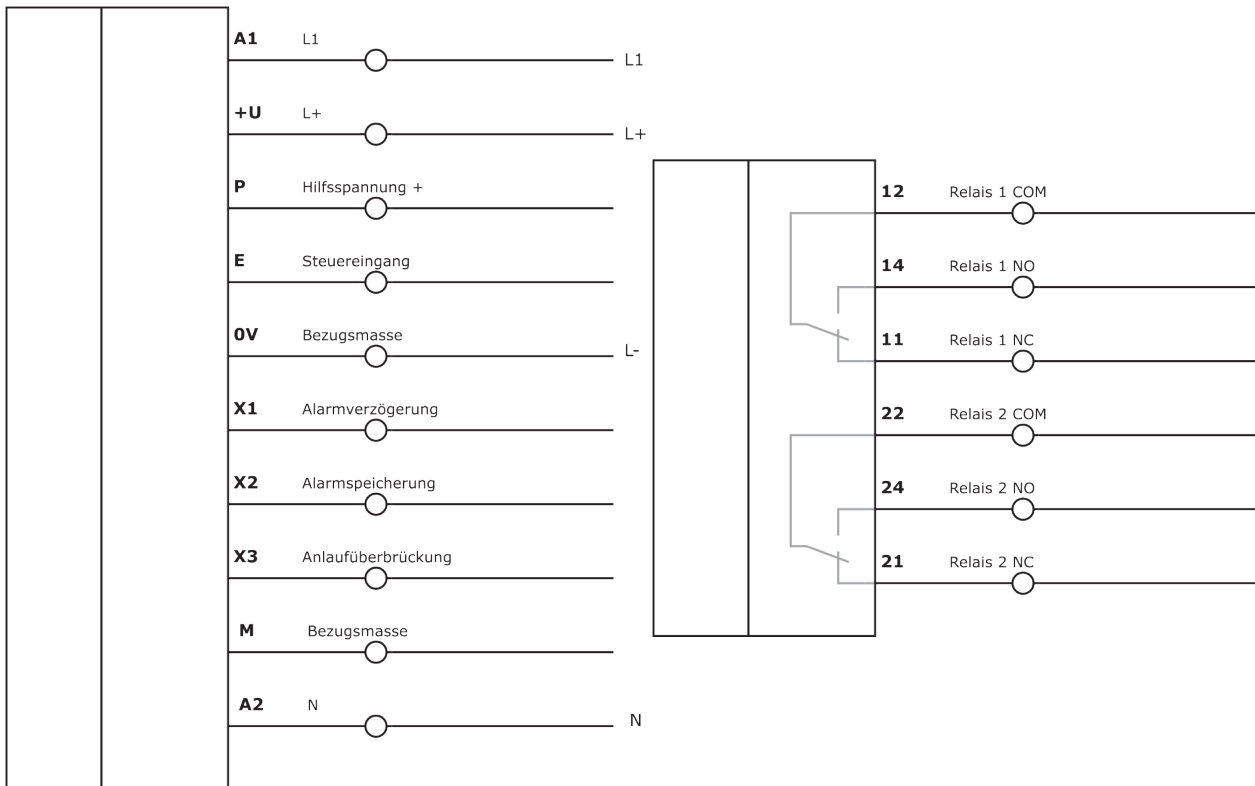 A1 L1
L1
+U L+
L+
P Hilfsspannung +
E Steuereingang
0V Bezugsmasse
L-
X1 Alarmverzögerung
X2 Alarmspeicherung
X3 Anlaufüberbrückung
M Bezugsmasse
A2 N
N
12 Relais 1 COM
14 Relais 1 NO
11 Relais 1 NC
22 Relais 2 COM
24 Relais 2 NO
21 Relais 2 NC